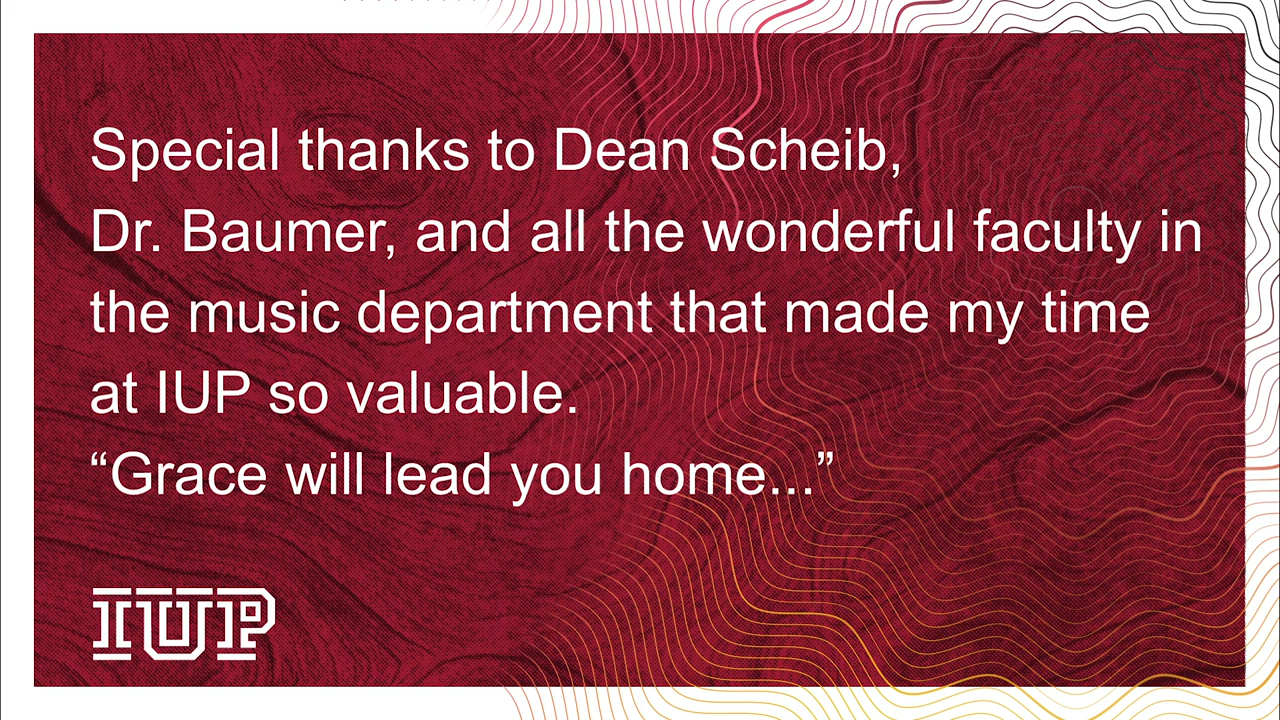 Special thanks to Dean Scheib,
Dr. Baumer, and all the wonderful faculty in
the music department that made my time
at IUP so valuable.
“Grace will lead you home...”
IUP